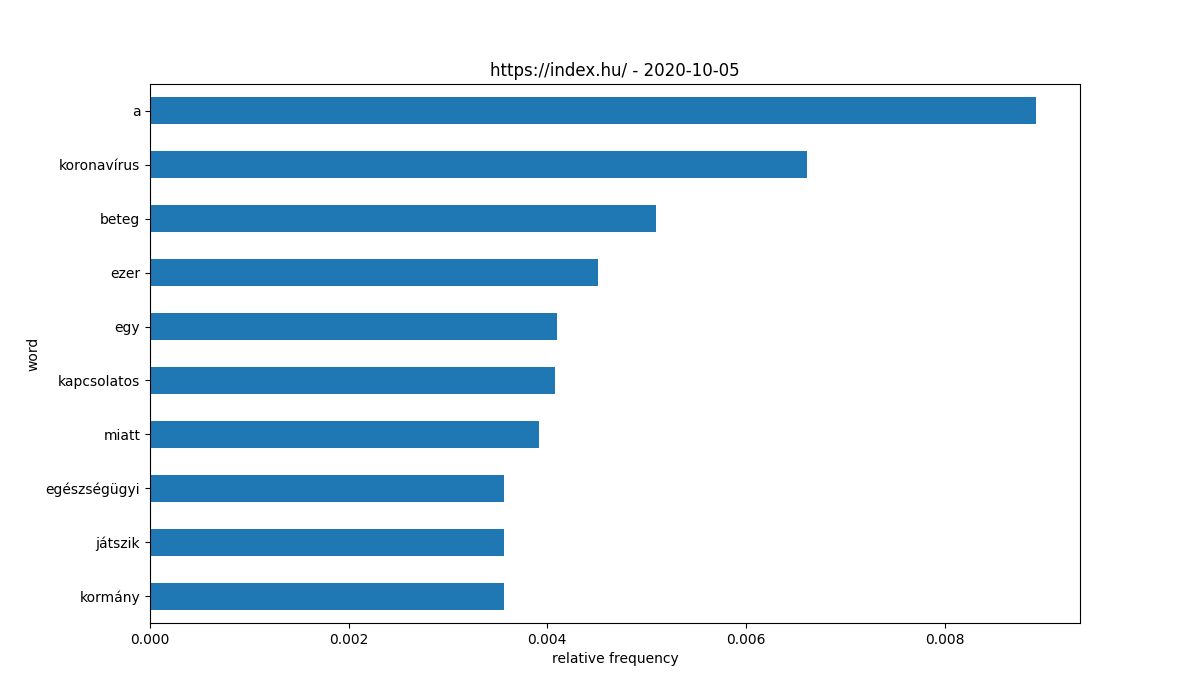 https://index.hu/ - 2020-10-05
a
koronavírus
beteg
ezer
egy
kapcsolatos
miatt
egészségügyi
játszik
kormány
word
0.000 0.002 0.004 0.006 0.008
relative frequency